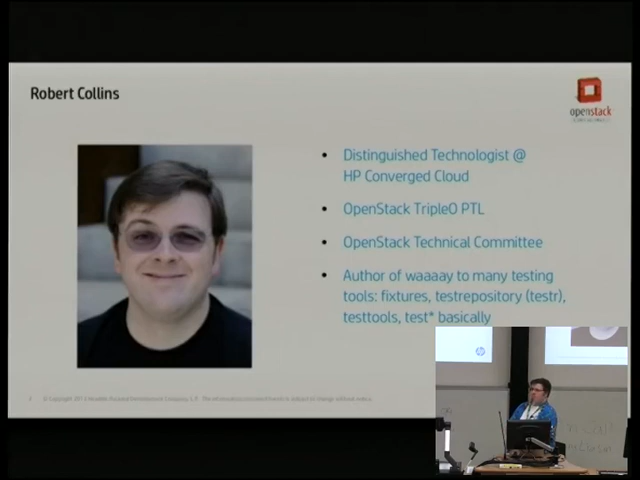 Robert Collins
openstack
Distinguished Technologist @
HP Converged Cloud
OpenStack TripleO PTL
OpenStack Technical Committee
Author of waaaay to many testing
tools: fixtures, testrepository (testr),
testtools, test* basically